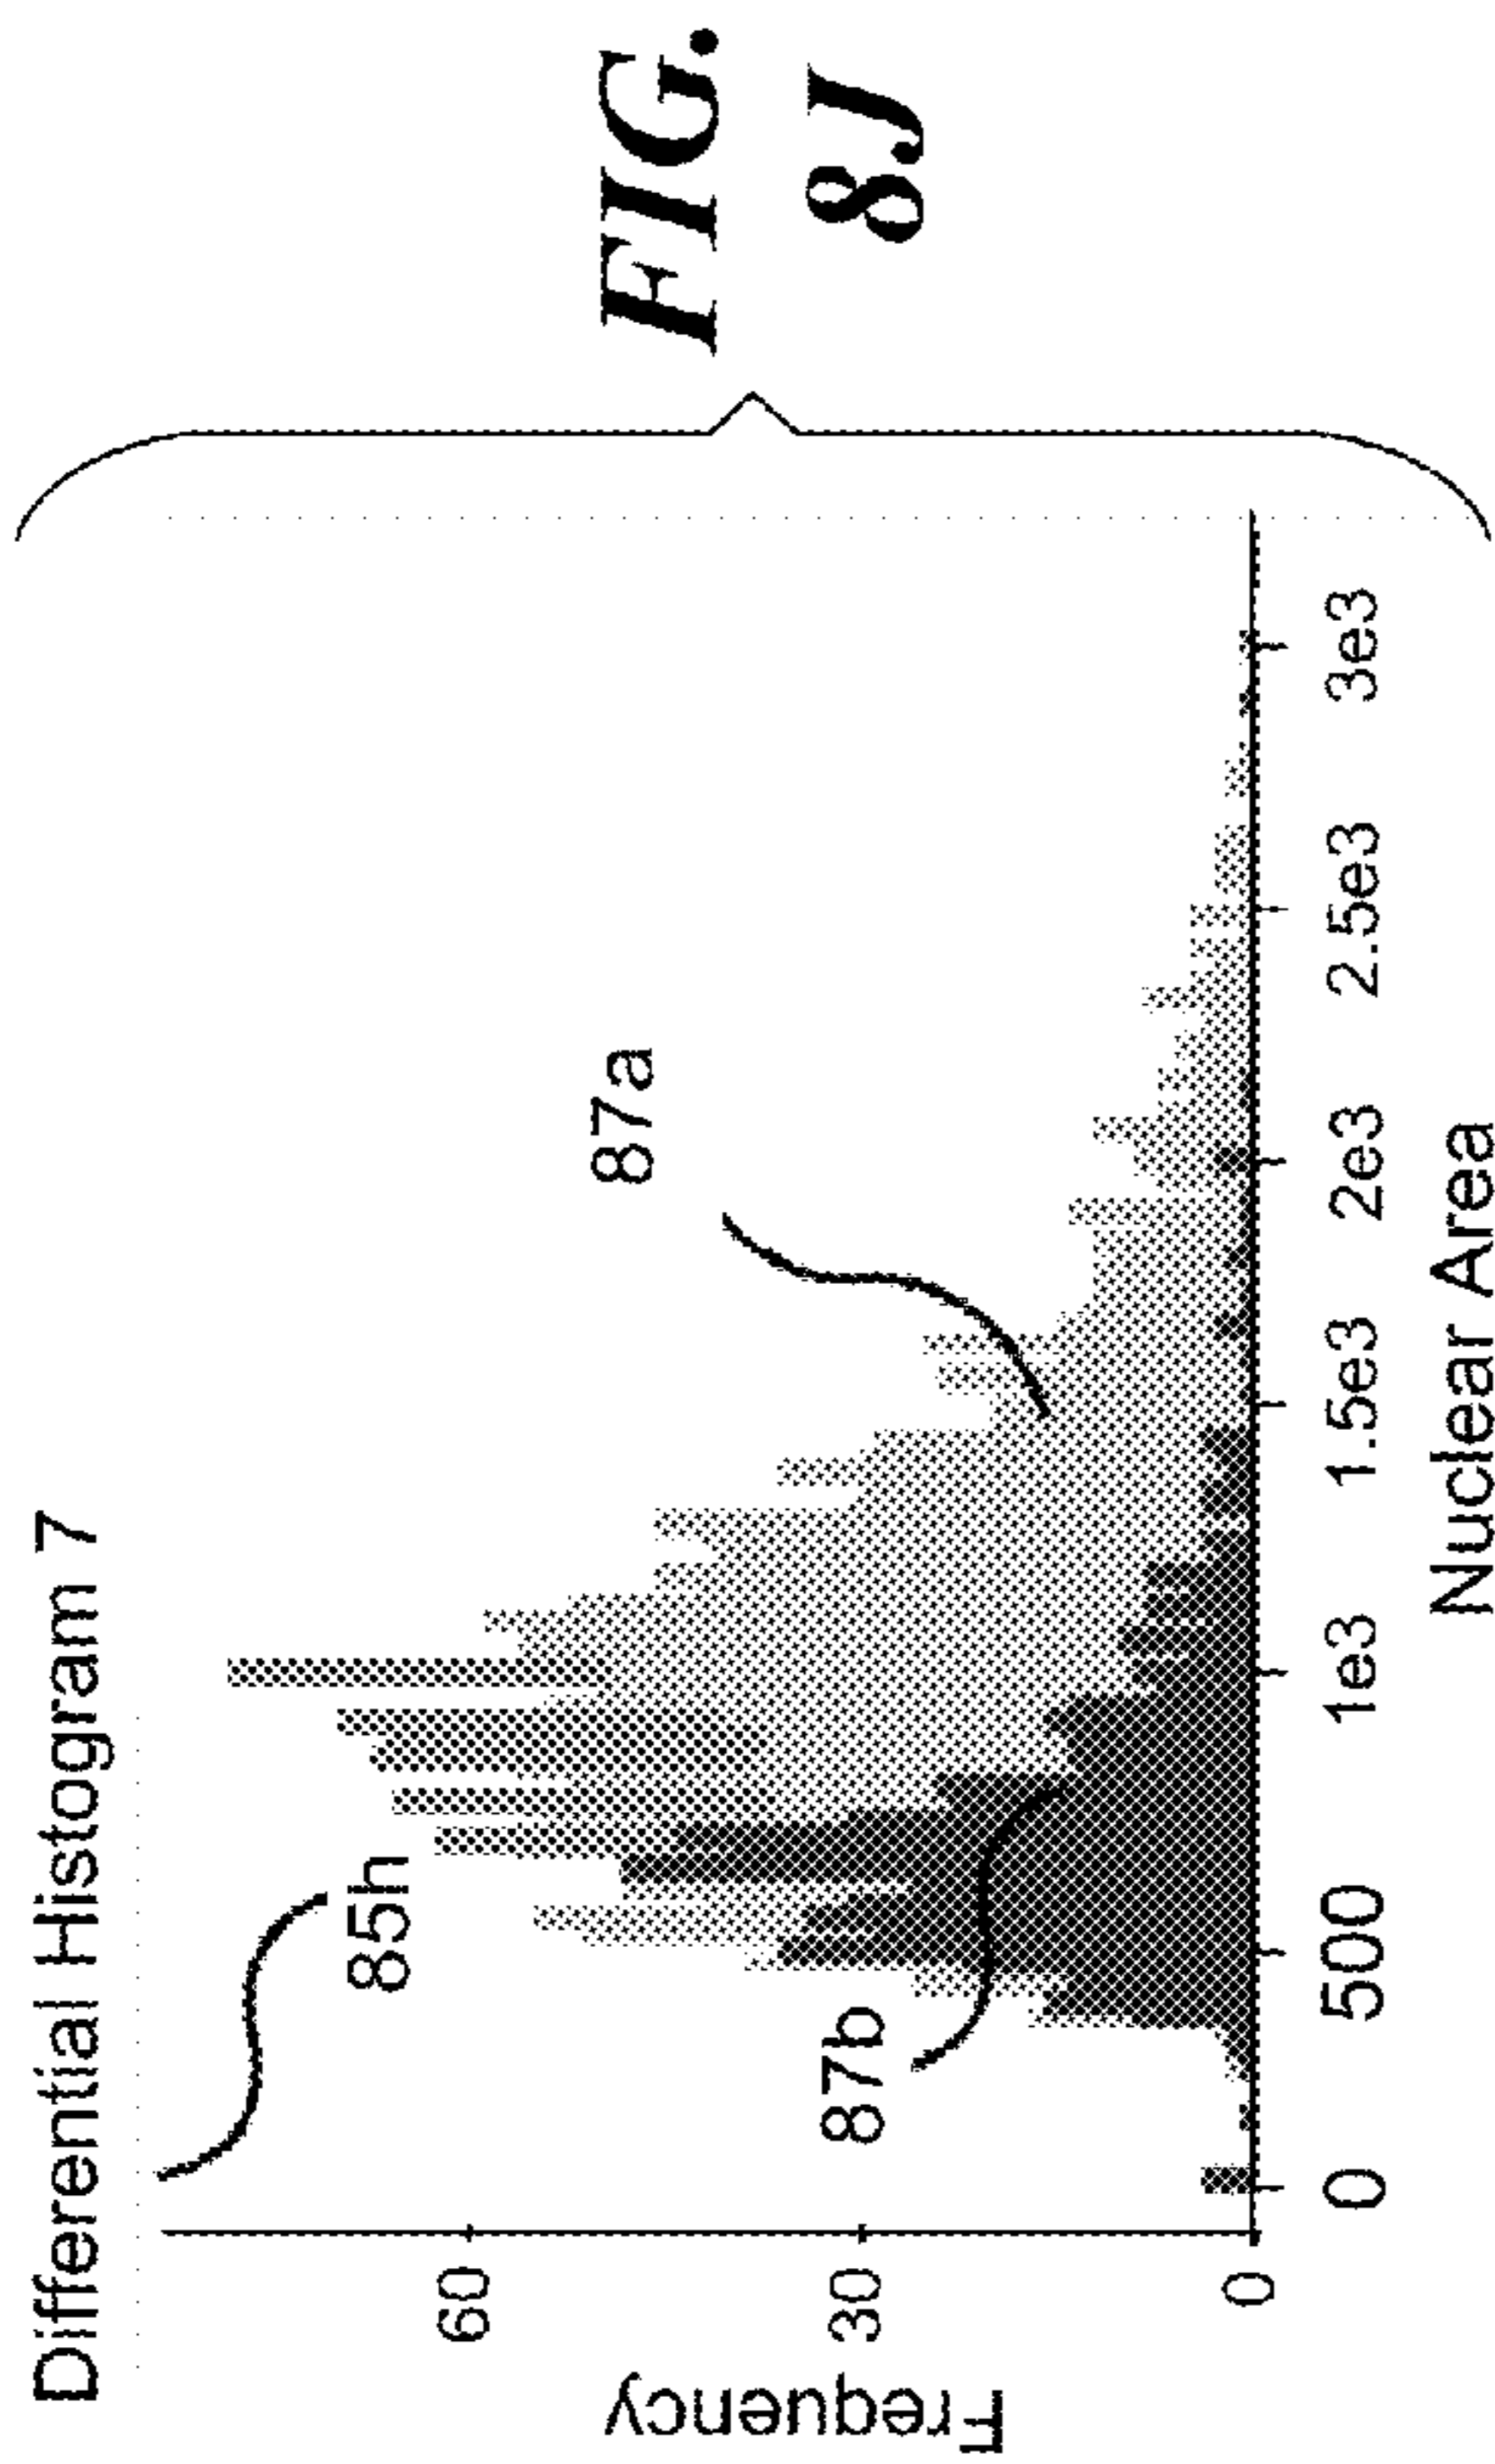 Differential Histogram 7
85h
60
30
0
Frequency
87b
87a
0
500
1e3
1.5e3
2e3
2.5e3
3e3
Nuclear Area
FIG.
8J